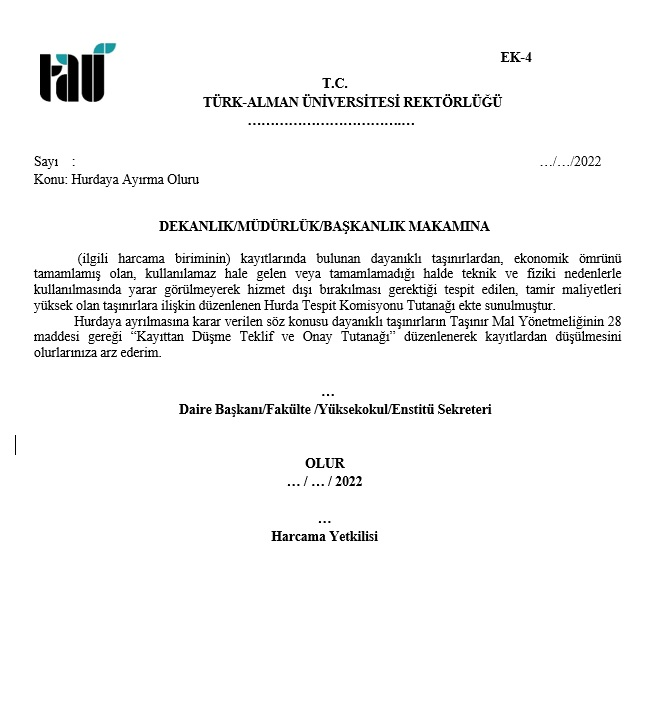 tau
EK-4
T.C.
TÜRK-ALMAN ÜNİVERSİTESİ REKTÖRLÜĞÜ
………………………………
Sayı :
…/…/2022
Konu: Hurdaya Ayırma Oluru
DEKANLIK/MÜDÜRLÜK/BAŞKANLIK MAKAMINA
(ilgili harcama biriminin) kayıtlarında bulunan dayanıklı taşınırlardan, ekonomik ömrünü
tamamlamış olan, kullanılamaz hale gelen veya tamamlamadığı halde teknik ve fiziki nedenlerle
kullanılmasında yarar görülmeyerek hizmet dışı bırakılması gerektiği tespit edilen, tamir maliyetleri
yüksek olan taşınırlara ilişkin düzenlenen Hurda Tespit Komisyonu Tutanağı ekte sunulmuştur.
Hurdaya ayrılmasına karar verilen söz konusu dayanıklı taşınırların Taşınır Mal Yönetmeliğinin 28
maddesi gereği “Kayıttan Düşme Teklif ve Onay Tutanağı” düzenlenerek kayıtlardan düşülmesini
olurlarınıza arz ederim.
…
Daire Başkanı/Fakülte /Yüksekokul/Enstitü Sekreteri
OLUR
… / … / 2022
…
Harcama Yetkilisi